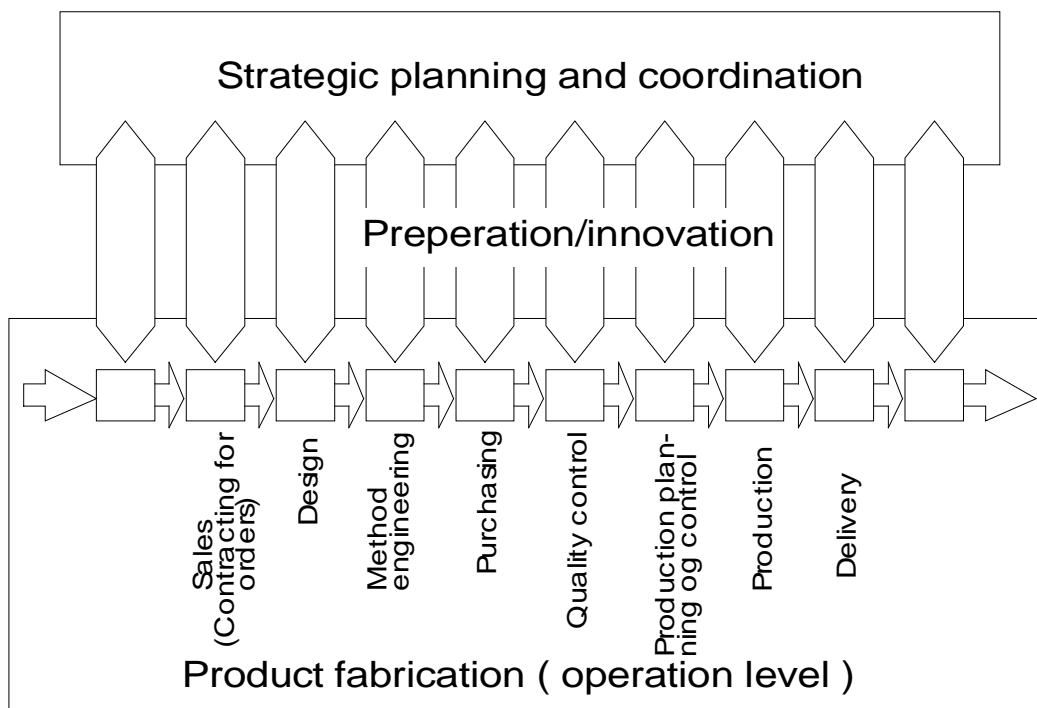 Strategic planning and coordination
Preperation/innovation
Sales
(Contracting for
orders)
Design
Method
engineering
Purchasing
Quality control
Production plan-
ning og control
Production
Delivery
Product fabrication ( operation level )